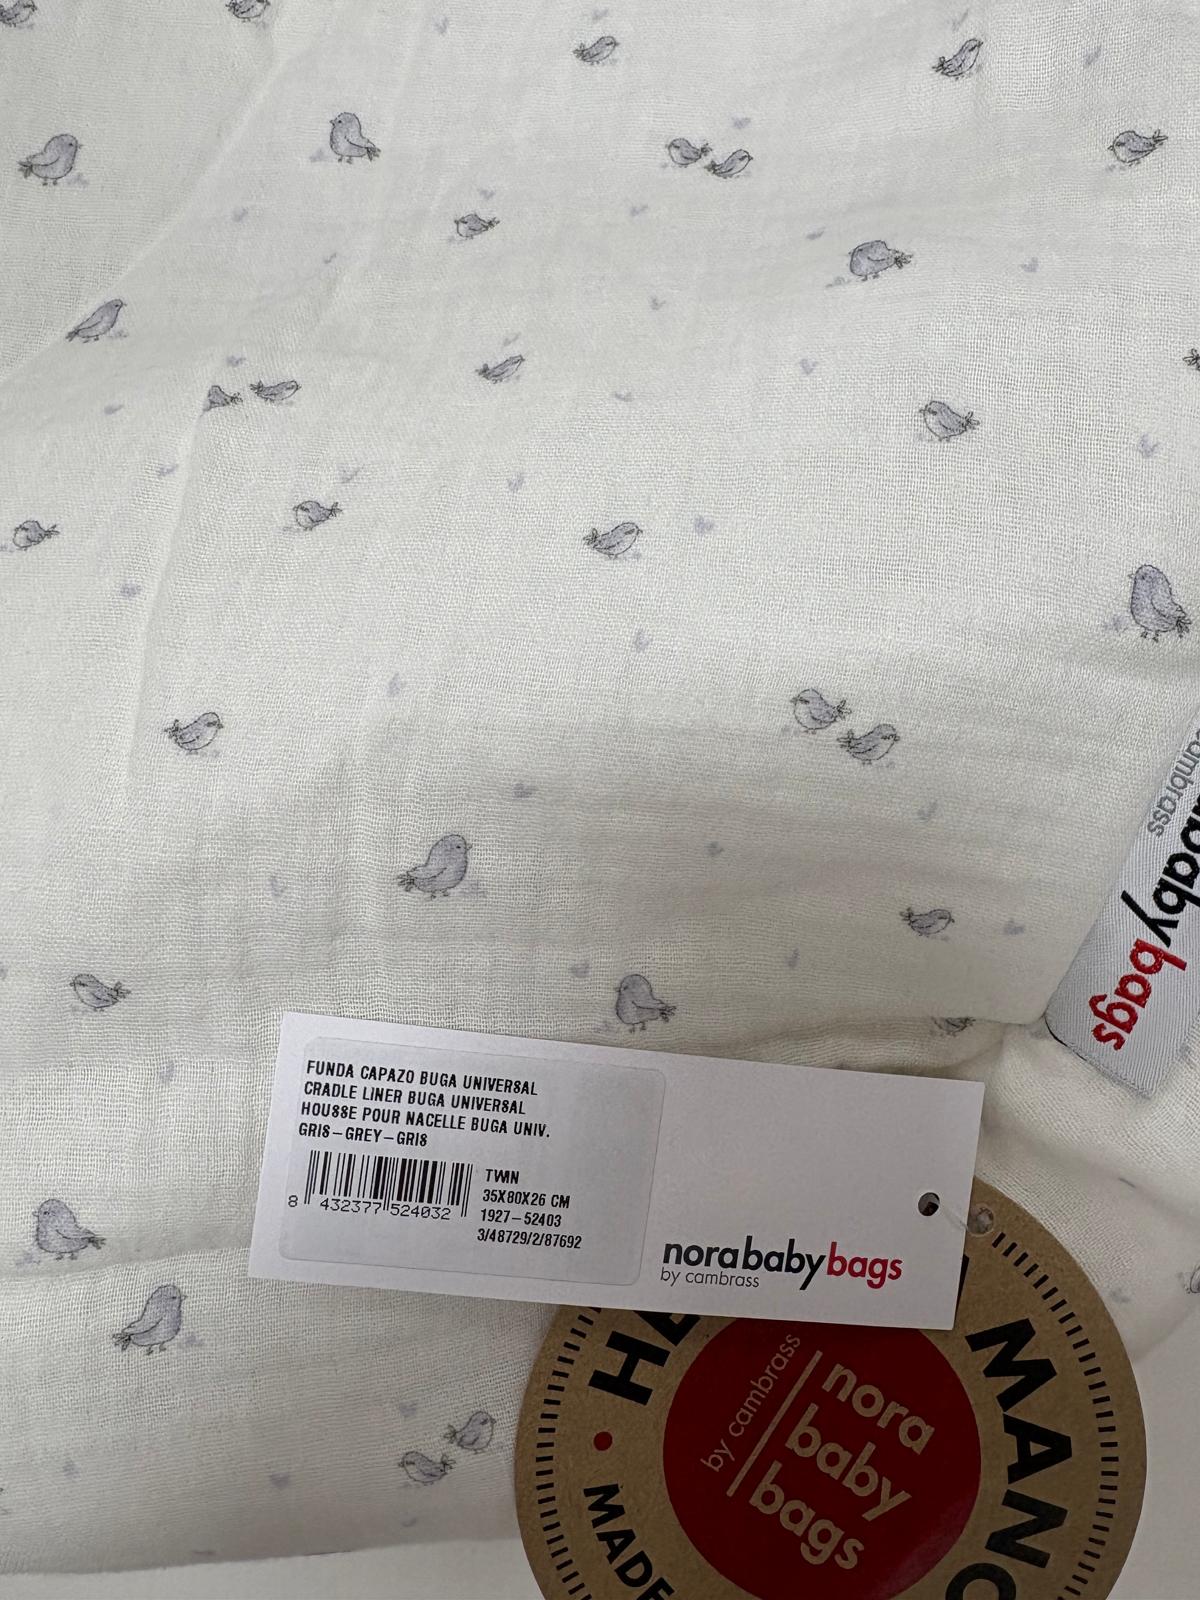 cambrass
baby
bags
FUNDA CAPAZO BUGA UNIVERSAL
CRADLE LINER BUGA UNIVERSAL
HOUSSE POUR NACELLE BUGA UNIV.
GRIS-GREY-GRIS
TWIN
35X80X26 CM
1927-52403
3/48729/2/87692
8 432377 524032
norababybags
by cambrass
MADE
by cambrass
nora
baby
bags